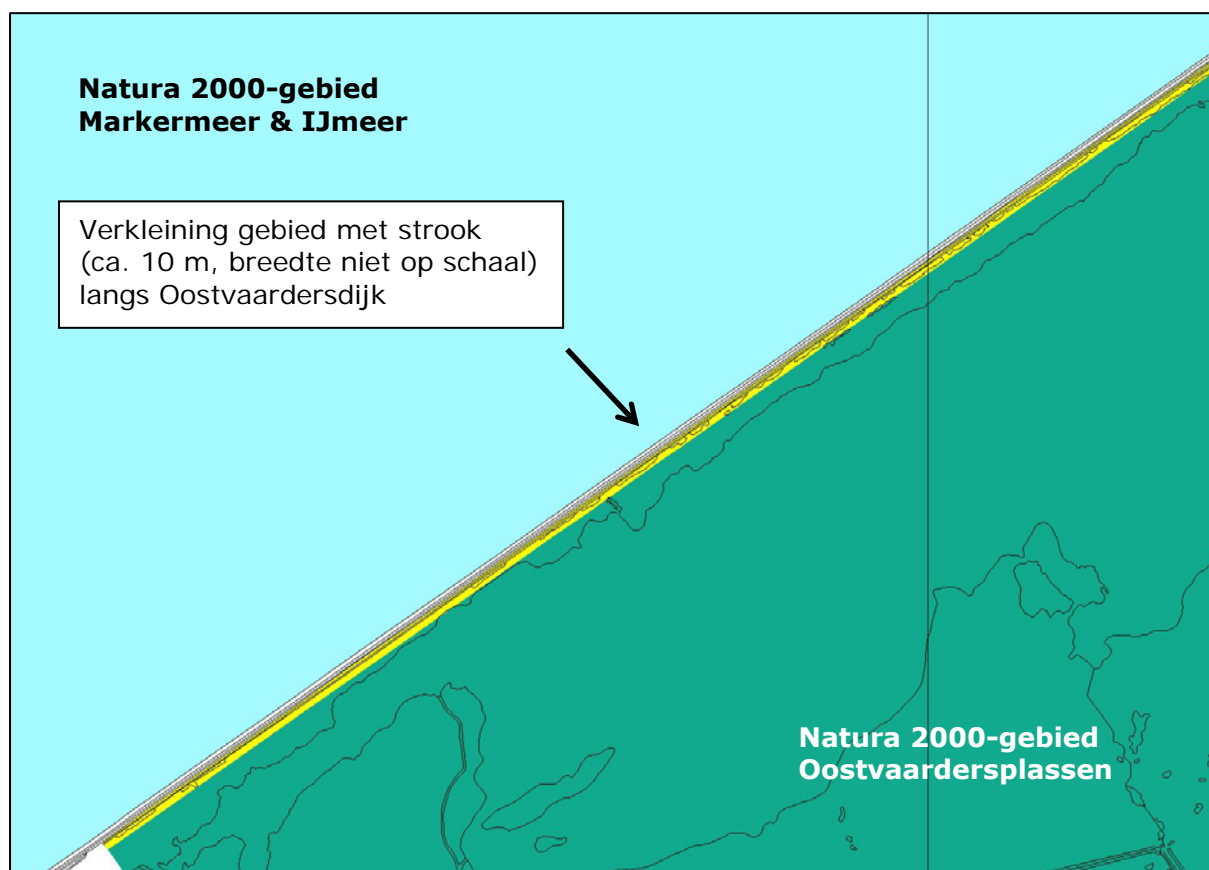 Natura 2000-gebied
Markermeer & IJmeer
Verkleining gebied met strook
(ca. 10 m, breedte niet op schaal)
langs Oostvaardersdijk
Natura 2000-gebied
Oostvaardersplassen